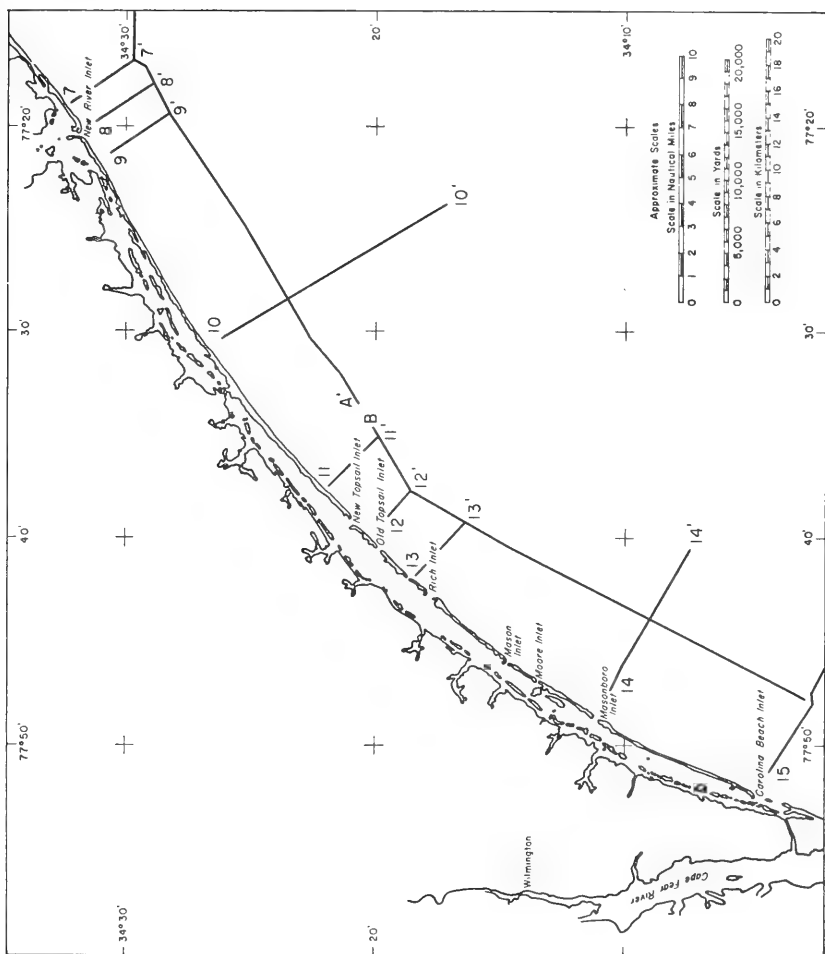 34°30'
20'
34°10'
7'
7
New River Inlet
8'
8
9'
9
77°20'
77°20'
10'
10
30'
30'
A'
B
11'
11
New Topsail Inlet
12'
12
Old Topsail Inlet
13'
13
Rich Inlet
40'
40'
14'
14
Mason
Inlet
Moore Inlet
Masonboro
Inlet
77°50'
77°50'
15
Carolina Beach Inlet
Wilmington
Cape Fear
River
34°30'
20'
10'
Approximate Scales
Scale in Nautical Miles
0 1 2 3 4 5 6 7 8 9 10
Scale in Yards
0 5,000 10,000 15,000 20,000
Scale in Kilometers
0 2 4 6 8 10 12 14 16 18 20